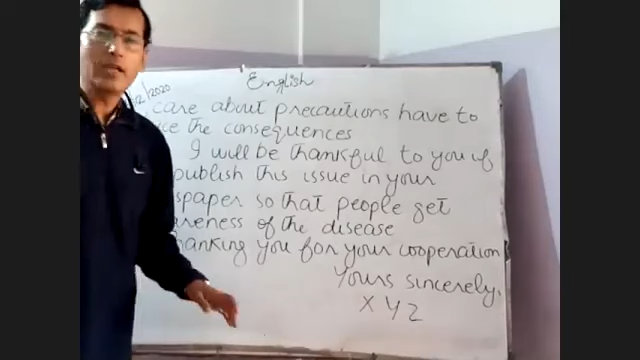 English
2/2020
care about precautions have to
the consequences
I will be thankful to you if
publish this issue in your
spaper so that people get
areness of the disease
hanking you for your cooperation
Yours sincerely,
X Y Z